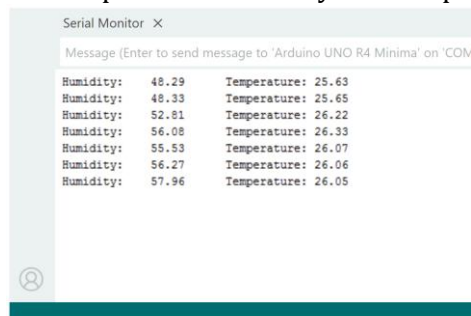 Serial Monitor ×
Message (Enter to send message to 'Arduino UNO R4 Minima' on 'COM
Humidity: 48.29 Temperature: 25.63
Humidity: 48.33 Temperature: 25.65
Humidity: 52.81 Temperature: 26.22
Humidity: 56.08 Temperature: 26.33
Humidity: 55.53 Temperature: 26.07
Humidity: 56.27 Temperature: 26.06
Humidity: 57.96 Temperature: 26.05